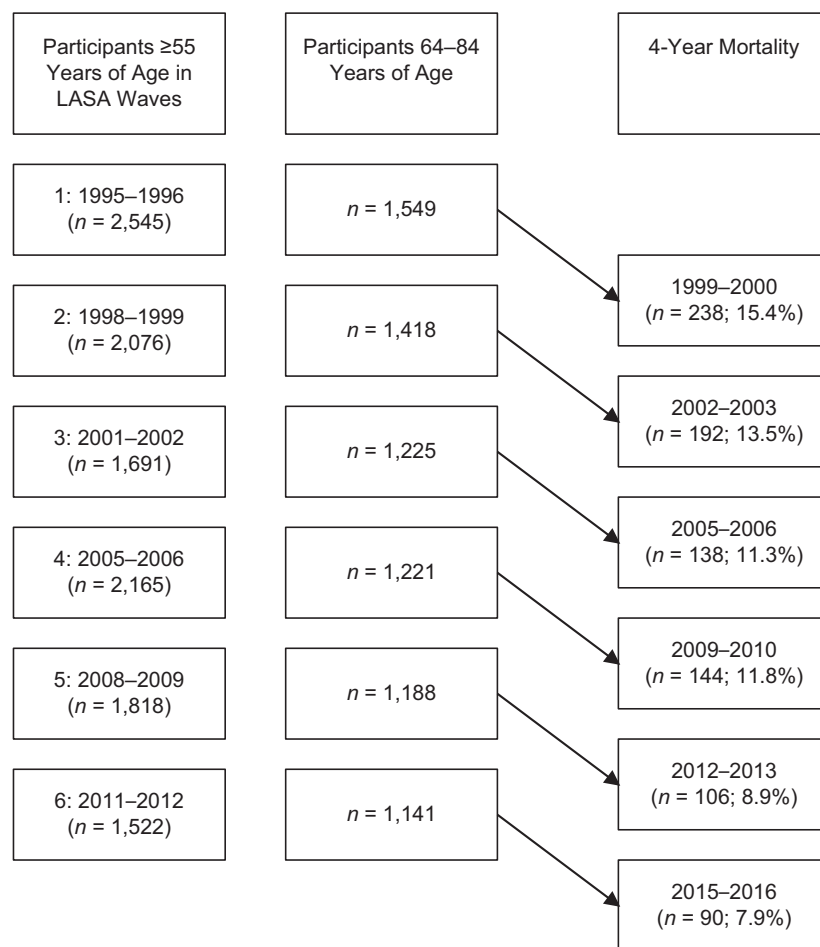 Participants ≥55
Years of Age in
LASA Waves
Participants 64–84
Years of Age
4-Year Mortality
1: 1995–1996
(n = 2,545)
n = 1,549
1999–2000
(n = 238; 15.4%)
2: 1998–1999
(n = 2,076)
n = 1,418
2002–2003
(n = 192; 13.5%)
3: 2001–2002
(n = 1,691)
n = 1,225
2005–2006
(n = 138; 11.3%)
4: 2005–2006
(n = 2,165)
n = 1,221
2009–2010
(n = 144; 11.8%)
5: 2008–2009
(n = 1,818)
n = 1,188
2012–2013
(n = 106; 8.9%)
6: 2011–2012
(n = 1,522)
n = 1,141
2015–2016
(n = 90; 7.9%)